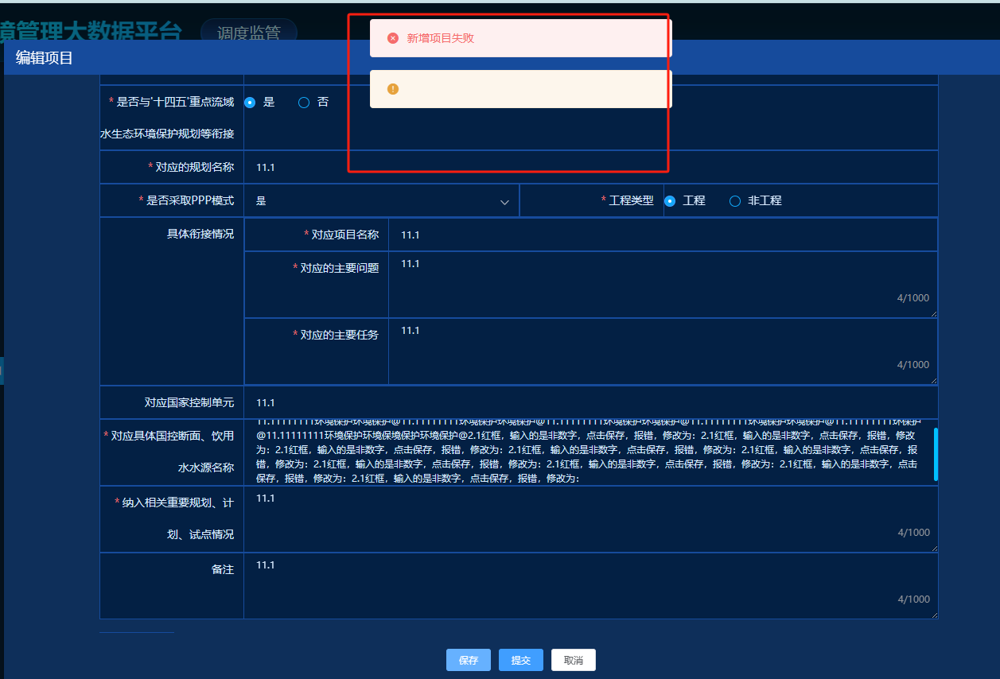 境管理大数据平台
调度监管
编辑项目
新增项目失败
* 是否与'十四五'重点流域
水生态环境保护规划等衔接
是
否
* 对应的规划名称
11.1
* 是否采取PPP模式
是
* 工程类型
工程
非工程
具体衔接情况
* 对应项目名称
11.1
* 对应的主要问题
11.1
4/1000
* 对应的主要任务
11.1
4/1000
对应国家控制单元
11.1
* 对应具体国控断面、饮用
水水源名称
11.11111111环境保护环境保护@11.11111111环境保护环境保护@11.11111111环境保护环境保护@11.11111111环境保护环境保护@11.11111111环保护
@11.11111111环境保护环境保境保护环境保护@2.1红框，输入的是非数字，点击保存，报错，修改为：2.1红框，输入的是非数字，点击保存，报错，修改
为：2.1红框，输入的是非数字，点击保存，报错，修改为：2.1红框，输入的是非数字，点击保存，报错，修改为：2.1红框，输入的是非数字，点击保存，报
错，修改为：2.1红框，输入的是非数字，点击保存，报错，修改为：2.1红框，输入的是非数字，点击保存，报错，修改为：2.1红框，输入的是非数字，点击
保存，报错，修改为：2.1红框，输入的是非数字，点击保存，报错，修改为：
* 纳入相关重要规划、计
划、试点情况
11.1
4/1000
备注
11.1
4/1000
保存
提交
取消